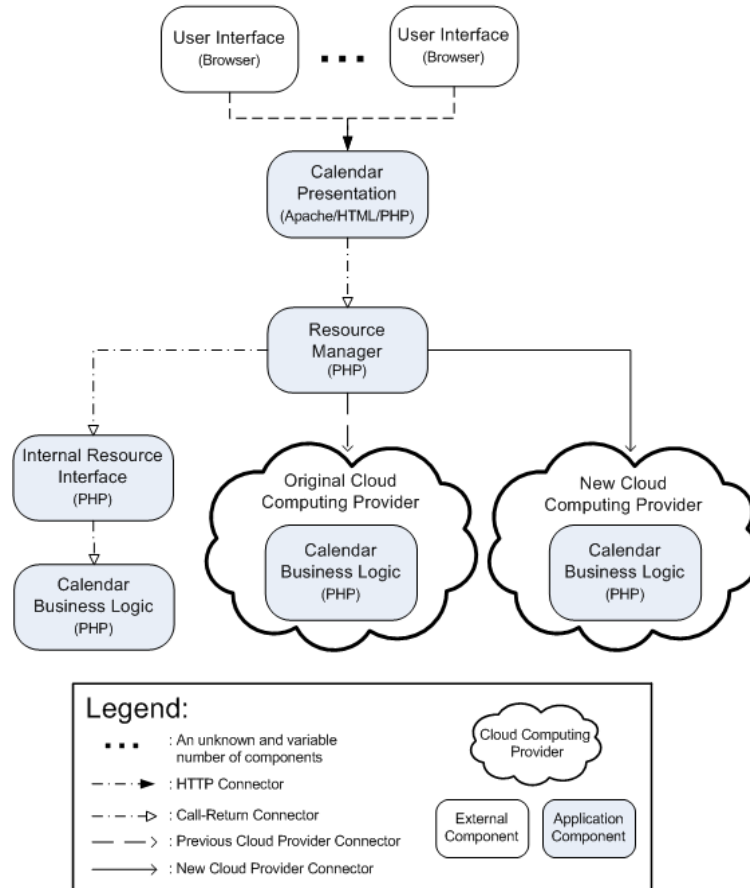 User Interface
(Browser)
User Interface
(Browser)
Calendar
Presentation
(Apache/HTML/PHP)
Resource
Manager
(PHP)
Internal Resource
Interface
(PHP)
Calendar
Business Logic
(PHP)
Original Cloud
Computing Provider
Calendar
Business Logic
(PHP)
New Cloud
Computing Provider
Calendar
Business Logic
(PHP)
Legend:
: An unknown and variable
number of components
: HTTP Connector
: Call-Return Connector
: Previous Cloud Provider Connector
: New Cloud Provider Connector
Cloud Computing
Provider
External
Component
Application
Component